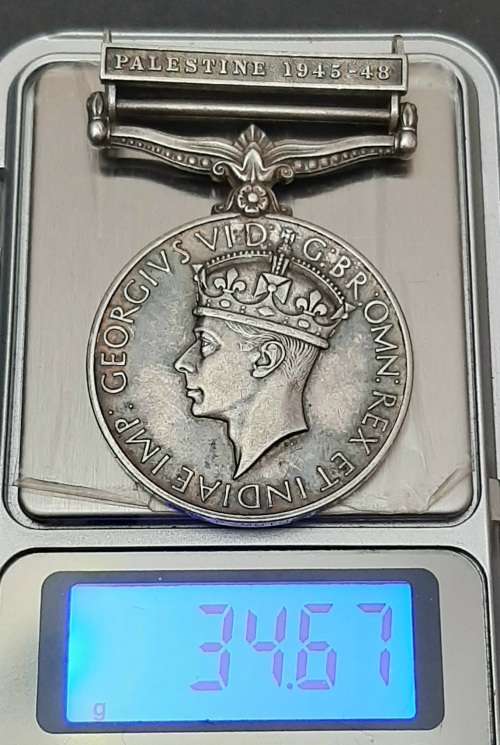 PALESTINE 1945-48
GEORGIVS VI D: G: BR: OMN: REX ET INDIAE IMP:
34.67
g